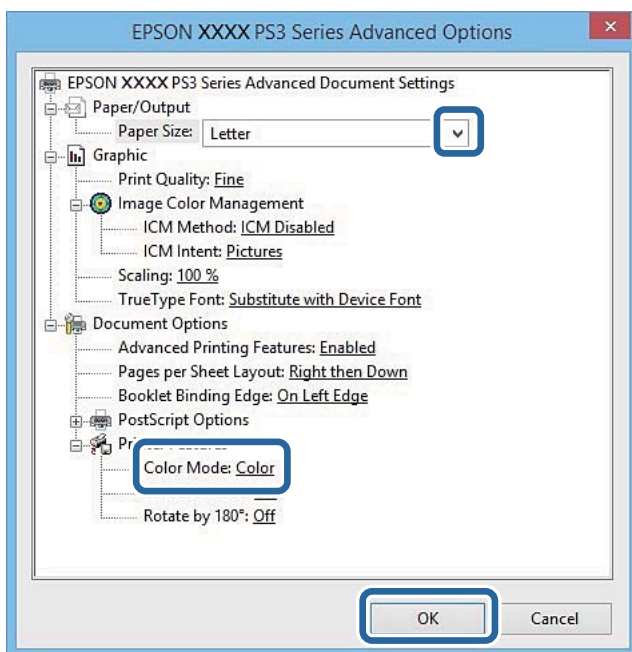 EPSON XXXX PS3 Series Advanced Options
EPSON XXXX PS3 Series Advanced Document Settings
Paper/Output
Paper Size: Letter
Graphic
Print Quality: Fine
Image Color Management
ICM Method: ICM Disabled
ICM Intent: Pictures
Scaling: 100 %
TrueType Font: Substitute with Device Font
Document Options
Advanced Printing Features: Enabled
Pages per Sheet Layout: Right then Down
Booklet Binding Edge: On Left Edge
PostScript Options
Color Mode: Color
Rotate by 180°: Off
OK Cancel